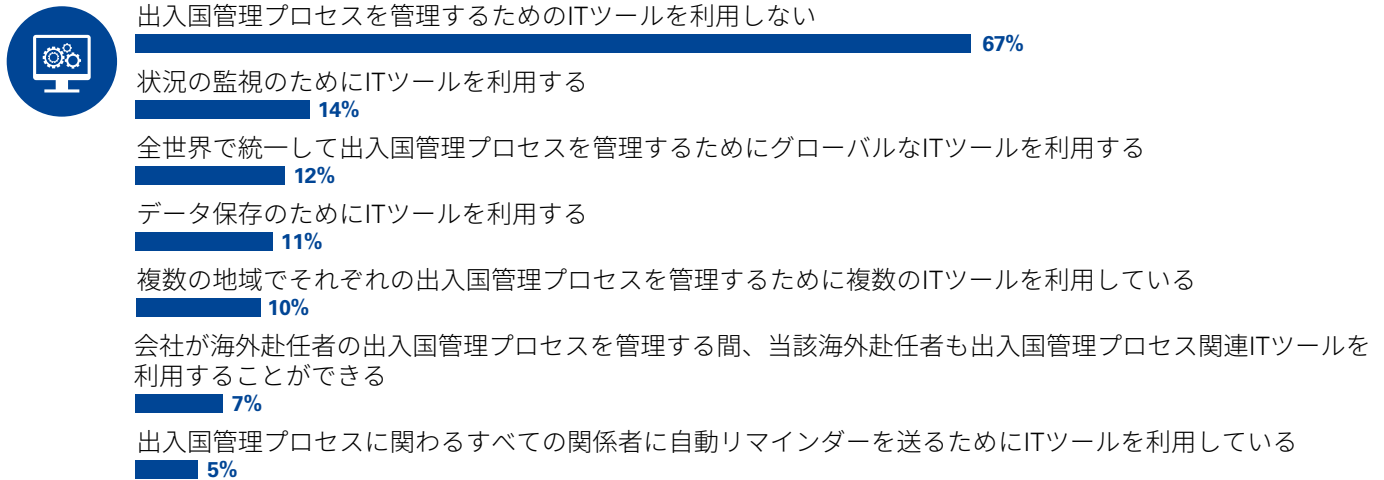 出入国管理プロセスを管理するためのITツールを利用しない
67%
状況の監視のためにITツールを利用する
14%
全世界で統一して出入国管理プロセスを管理するためにグローバルなITツールを利用する
12%
データ保存のためにITツールを利用する
11%
複数の地域でそれぞれの出入国管理プロセスを管理するために複数のITツールを利用している
10%
会社が海外赴任者の出入国管理プロセスを管理する間、当該海外赴任者も出入国管理プロセス関連ITツールを
利用することができる
7%
出入国管理プロセスに関わるすべての関係者に自動リマインダーを送るためにITツールを利用している
5%